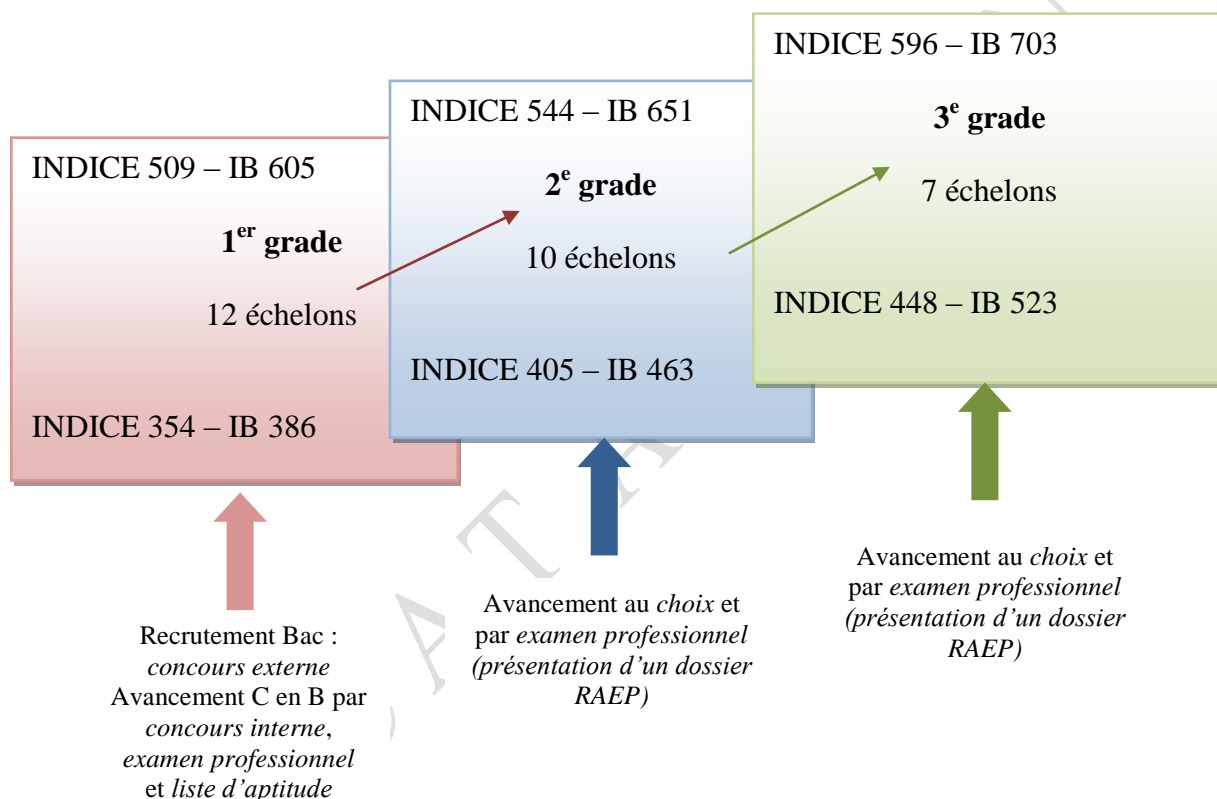 INDICE 509 – IB 605
1er grade
12 échelons
INDICE 354 – IB 386
INDICE 544 – IB 651
2e grade
10 échelons
INDICE 405 – IB 463
INDICE 596 – IB 703
3e grade
7 échelons
INDICE 448 – IB 523
Recrutement Bac :
concours externe
Avancement C en B par
concours interne,
examen professionnel
et liste d’aptitude
Avancement au choix et
par examen professionnel
(présentation d’un dossier
RAEP)
Avancement au choix et
par examen professionnel
(présentation d’un dossier
RAEP)